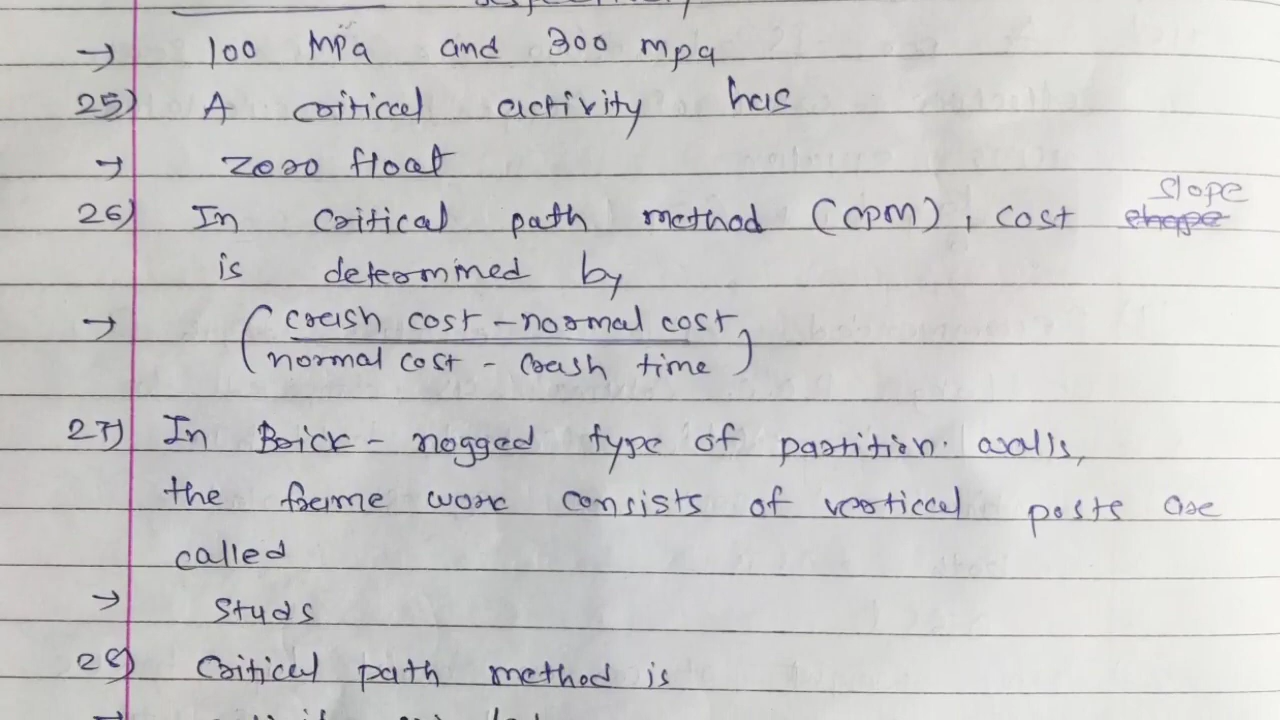 → 100 MPa and 300 mpa
25) A critical activity has
→ Zero float
26) In critical path method (CPM), cost slope
is determined by
→ (crash cost - normal cost
normal cost - crash time)
27) In Brick - nogged type of partition walls,
the frame work consists of vertical posts are
called
→ Studs
28) Critical path method is